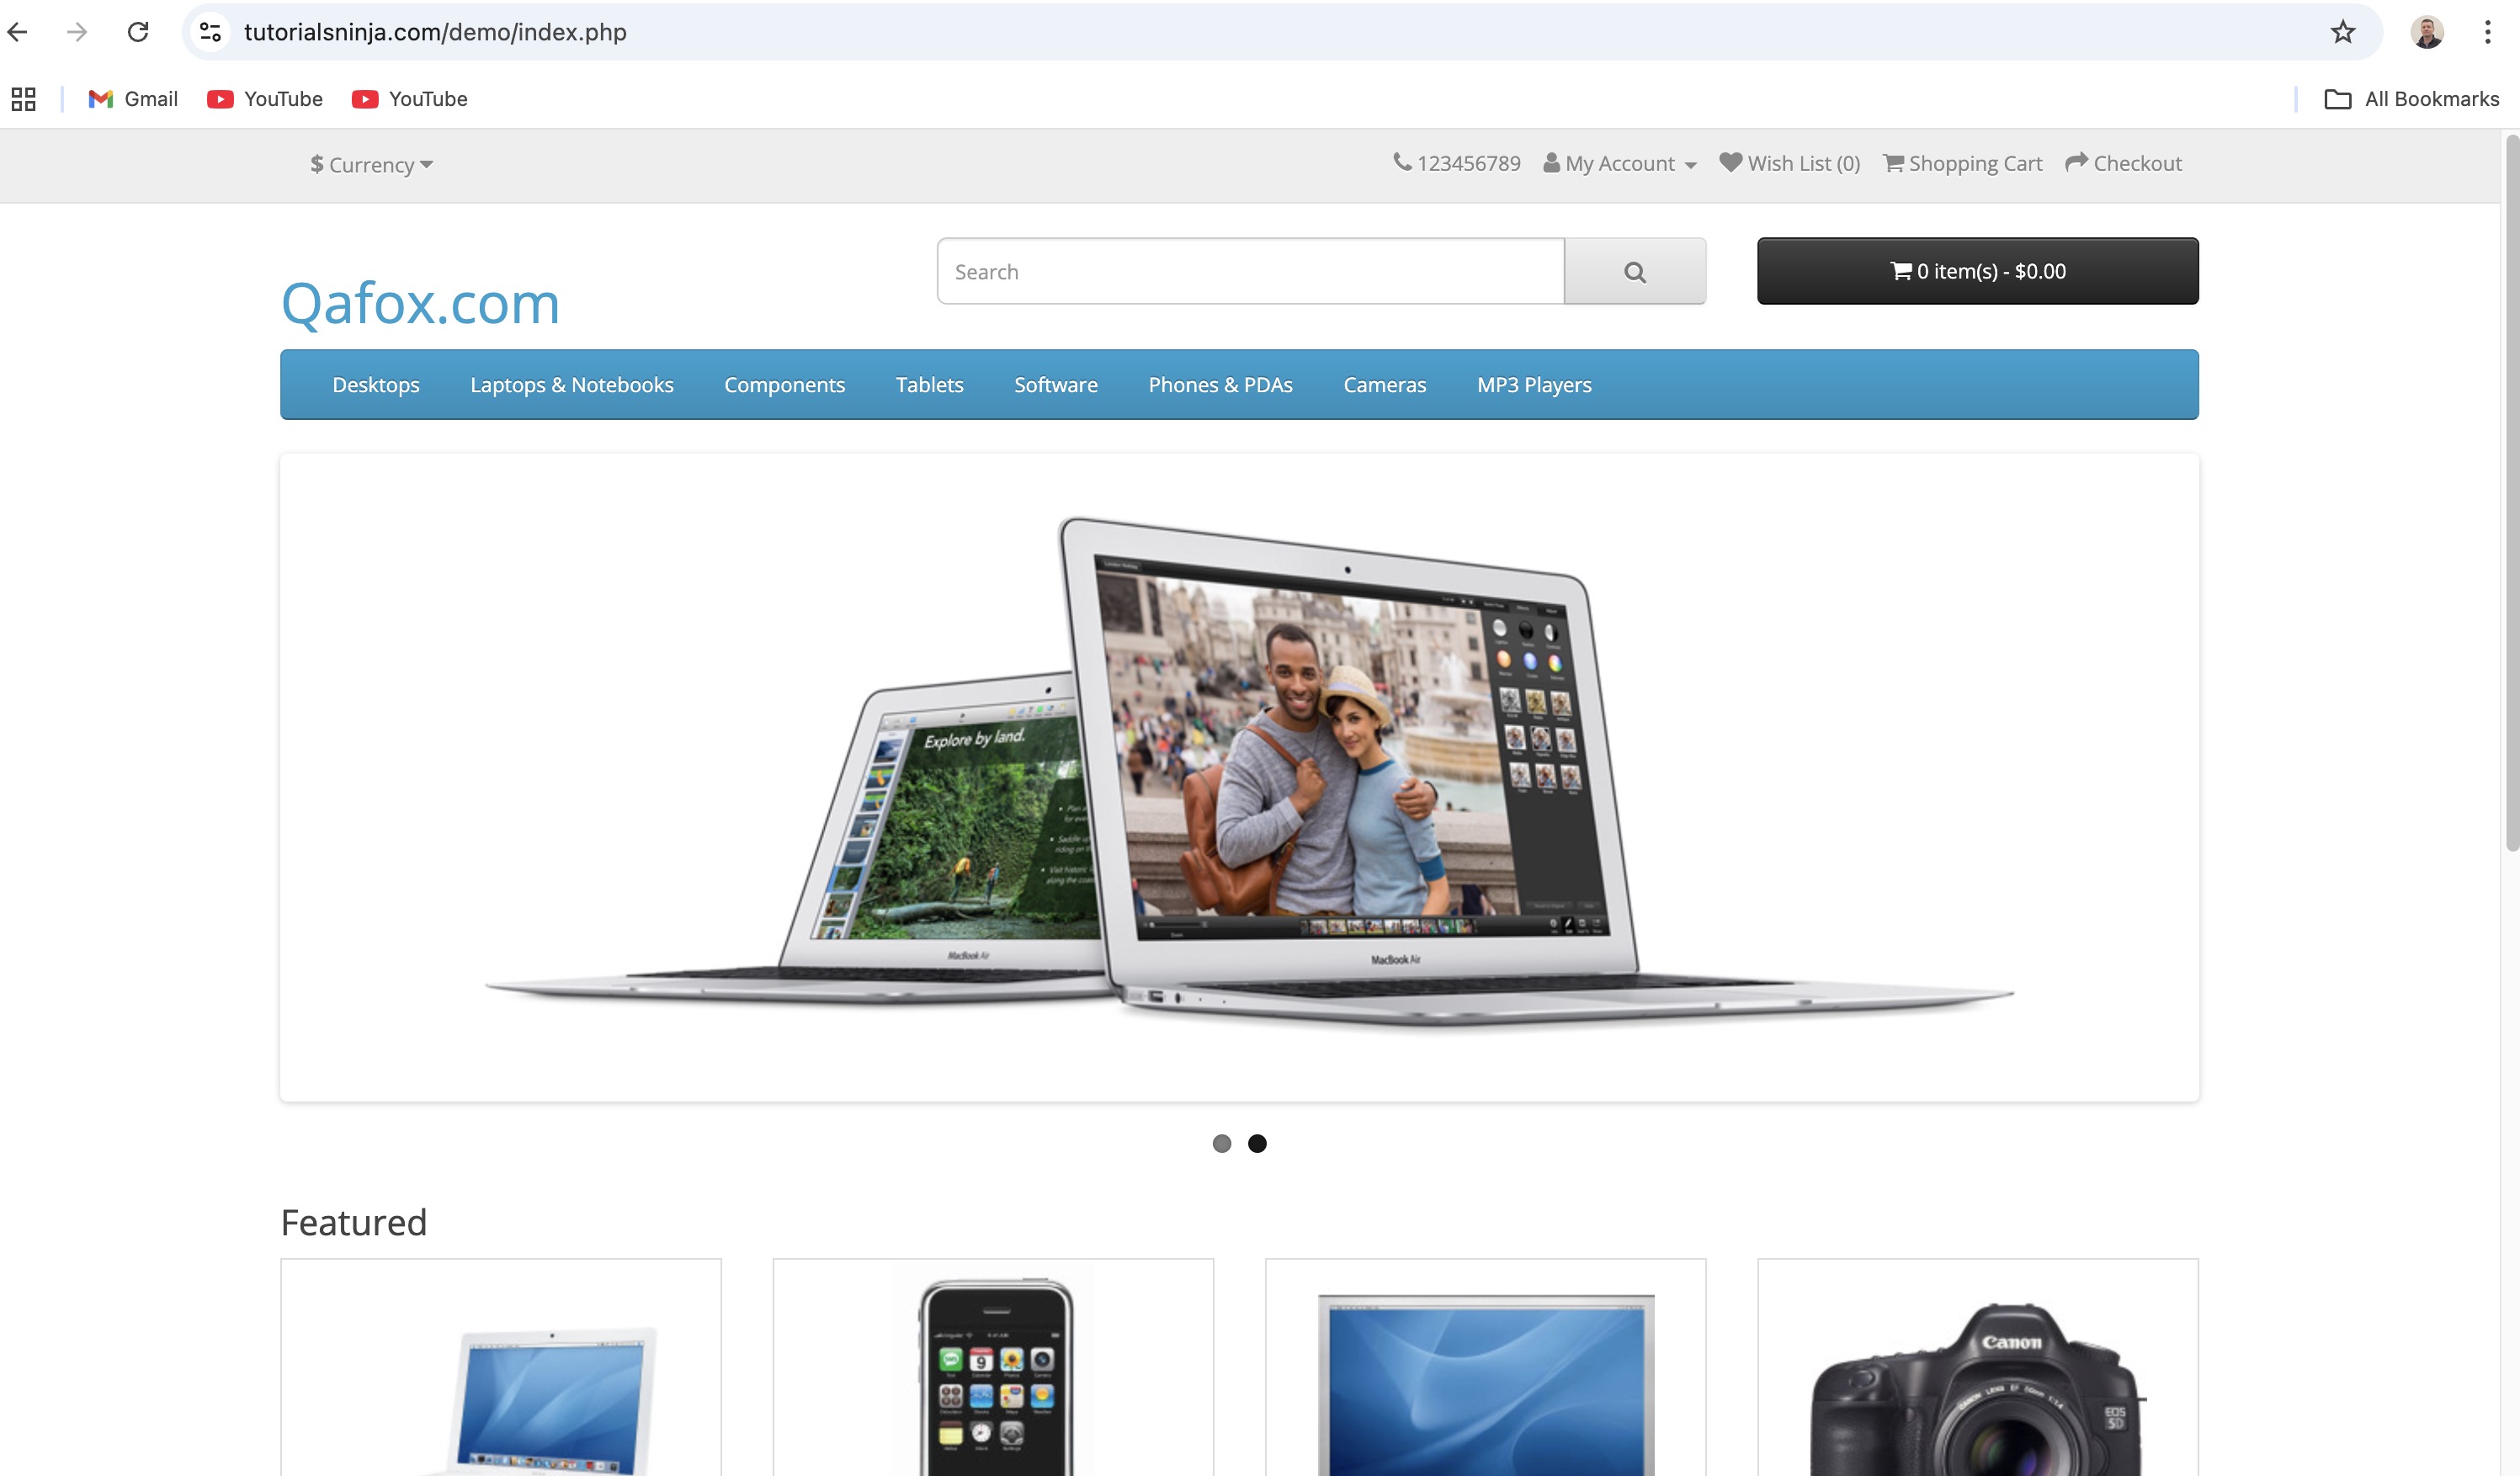 tutorialsninja.com/demo/index.php
Gmail YouTube YouTube All Bookmarks
$ Currency 123456789 My Account Wish List (0) Shopping Cart Checkout
Search 0 item(s) - $0.00
Qafox.com
Desktops Laptops & Notebooks Components Tablets Software Phones & PDAs Cameras MP3 Players
Explore by land.
MacBook Air
MacBook Air
Featured
Canon
EOS
5D